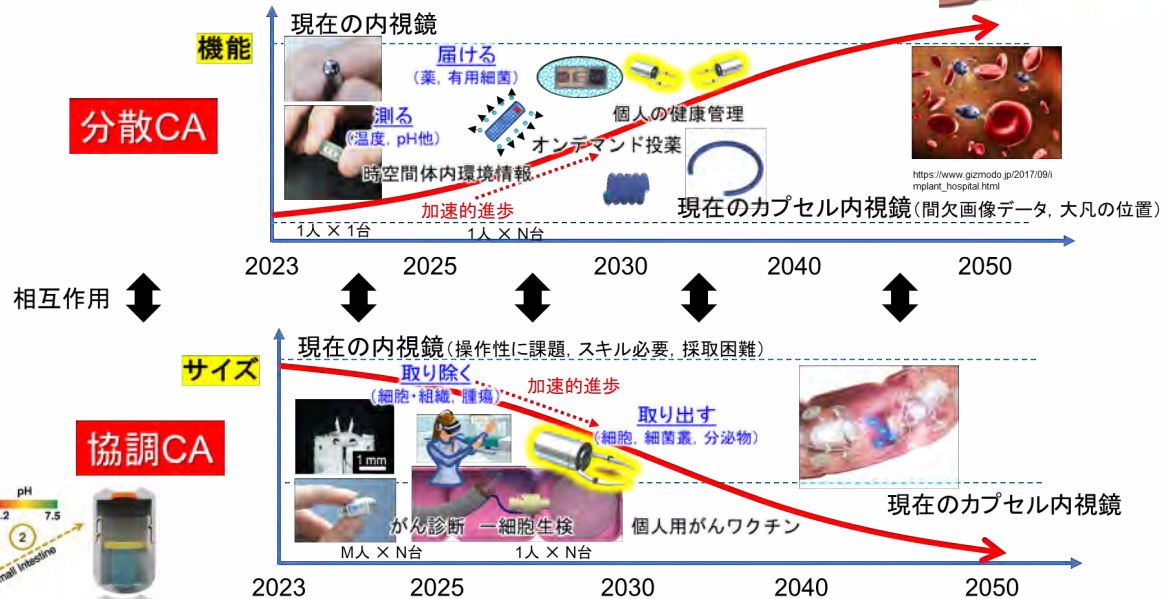 現在の内視鏡
機能
届ける
(薬, 有用細菌)
分散CA
測る
(温度, pH他)
個人の健康管理
オンデマンド投薬
時空間体内環境情報
加速的進歩
https://www.gizmodo.jp/2017/09/i
mplant_hospital.html
現在のカプセル内視鏡(間欠画像データ, 大凡の位置)
1人 × 1台
1人 × N台
2023
2025
2030
2040
2050
相互作用
現在の内視鏡(操作性に課題, スキル必要, 採取困難)
サイズ
取り除く
(細胞・組織, 腫瘍)
加速的進歩
取り出す
(細胞, 細菌叢, 分泌物)
協調CA
1 mm
pH
.2
7.5
2
mall intestine
現在のカプセル内視鏡
がん診断
一細胞生検
個人用がんワクチン
M人 × N台
1人 × N台
2023
2025
2030
2040
2050